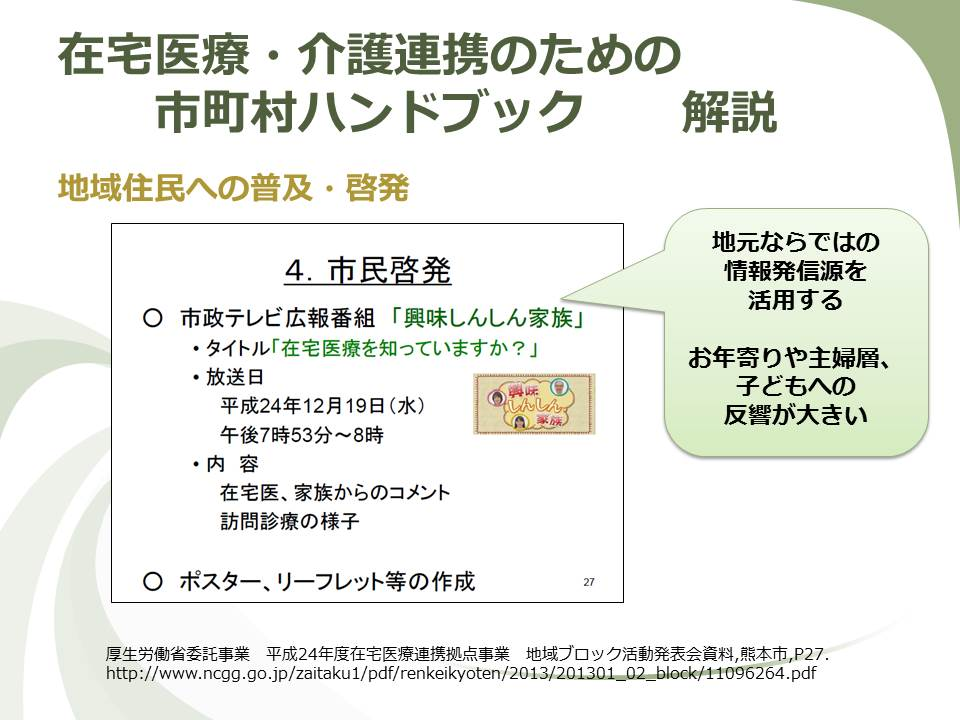 在宅医療・介護連携のための
市町村ハンドブック　　解説
地域住民への普及・啓発
4．市民啓発
〇　市政テレビ広報番組　「興味しんしん家族」
・タイトル「在宅医療を知っていますか？」
・放送日
平成24年12月19日（水）
午後7時53分～8時
・内　容
在宅医、家族からのコメント
訪問診療の様子
興味
しんしん
家族
〇　ポスター、リーフレット等の作成
27
地元ならではの
情報発信源を
活用する
お年寄りや主婦層、
子どもへの
反響が大きい
厚生労働省委託事業　平成24年度在宅医療連携拠点事業　地域ブロック活動発表会資料,熊本市,P27.
http://www.ncgg.go.jp/zaitaku1/pdf/renkeikyoten/2013/201301_02_block/11096264.pdf